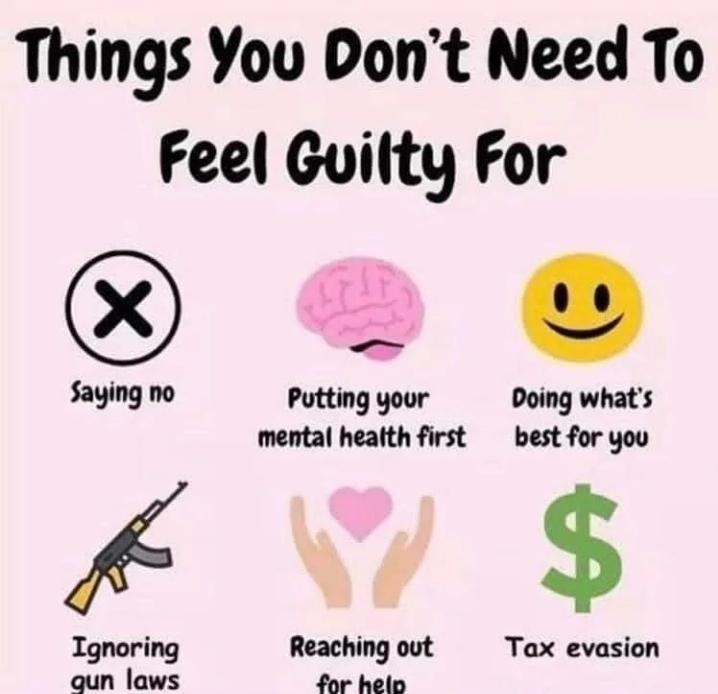 Things You Don't Need To
Feel Guilty For
Saying no
Putting your
mental health first
Doing what's
best for you
Ignoring
gun laws
Reaching out
for help
Tax evasion